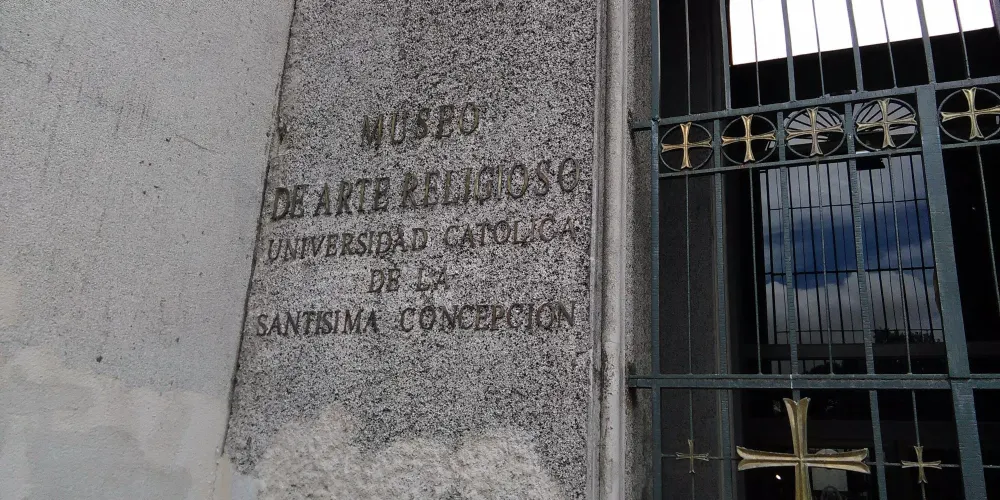 MUSEO
DE ARTE RELIGIOSO
UNIVERSIDAD CATOLICA
DE LA
SANTISIMA CONCEPCION